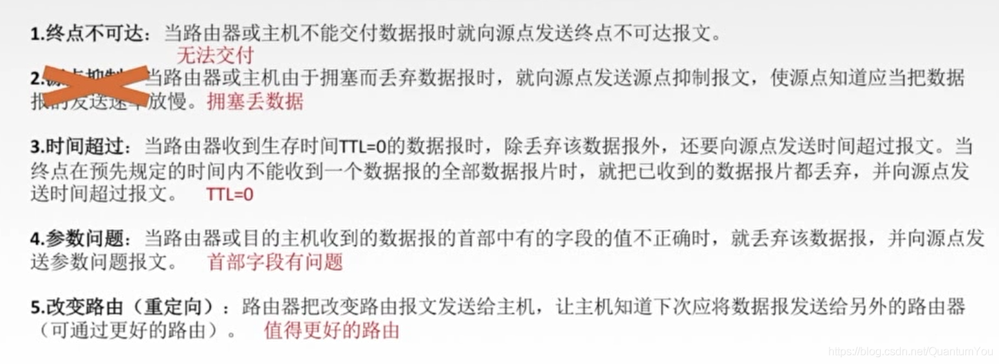 1.终点不可达：当路由器或主机不能交付数据报时就向源点发送终点不可达报文。
无法交付
2.源点抑制：当路由器或主机由于拥塞而丢弃数据报时，就向源点发送源点抑制报文，使源点知道应当把数据
报的发送速率放慢。拥塞丢数据
3.时间超过：当路由器收到生存时间TTL=0的数据报时，除丢弃该数据报外，还要向源点发送时间超过报文。当
终点在预先规定的时间内不能收到一个数据报的全部数据报片时，就把已收到的数据报片都丢弃，并向源点发
送时间超过报文。 TTL=0
4.参数问题：当路由器或目的主机收到的数据报的首部中有的字段的值不正确时，就丢弃该数据报，并向源点发
送参数问题报文。 首部字段有问题
5.改变路由（重定向）：路由器把改变路由报文发送给主机，让主机知道下次应将数据报发送给另外的路由器
（可通过更好的路由）。 值得更好的路由
https://blog.csdn.net/QuantumYou